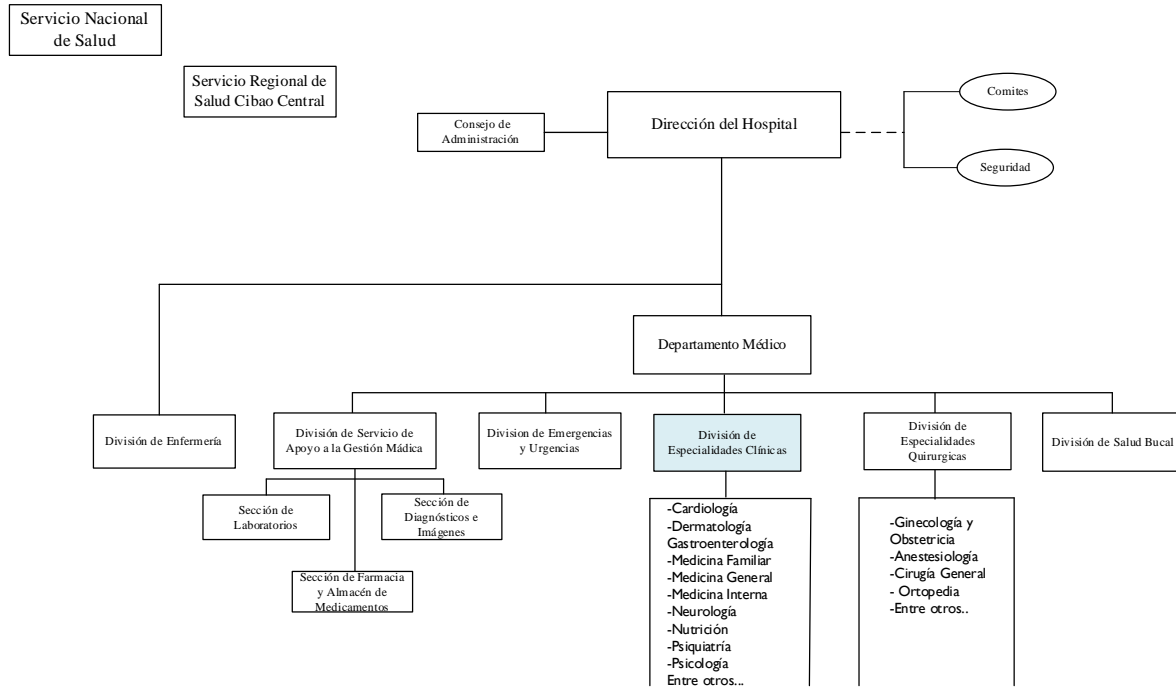 Servicio Nacional
de Salud
Servicio Regional de
Salud Cibao Central
Consejo de
Administración
Dirección del Hospital
Comites
Seguridad
Departamento Médico
División de Enfermería
División de Servicio de
Apoyo a la Gestión Mádica
Division de Emergencias
y Urgencias
División de
Especialidades Clínicas
División de
Especialidades
Quirurgicas
División de Salud Bucal
Sección de
Laboratorios
Sección de
Diagnósticos e
Imágenes
Sección de Farmacia
y Almacén de
Medicamentos
-Cardiología
-Dermatología
Gastroenterología
-Medicina Familiar
-Medicina General
-Medicina Interna
-Neurología
-Nutrición
-Psiquiatría
-Psicología
Entre otros...
-Ginecología y
Obstetricia
-Anestesiología
-Cirugía General
- Ortopedia
-Entre otros..